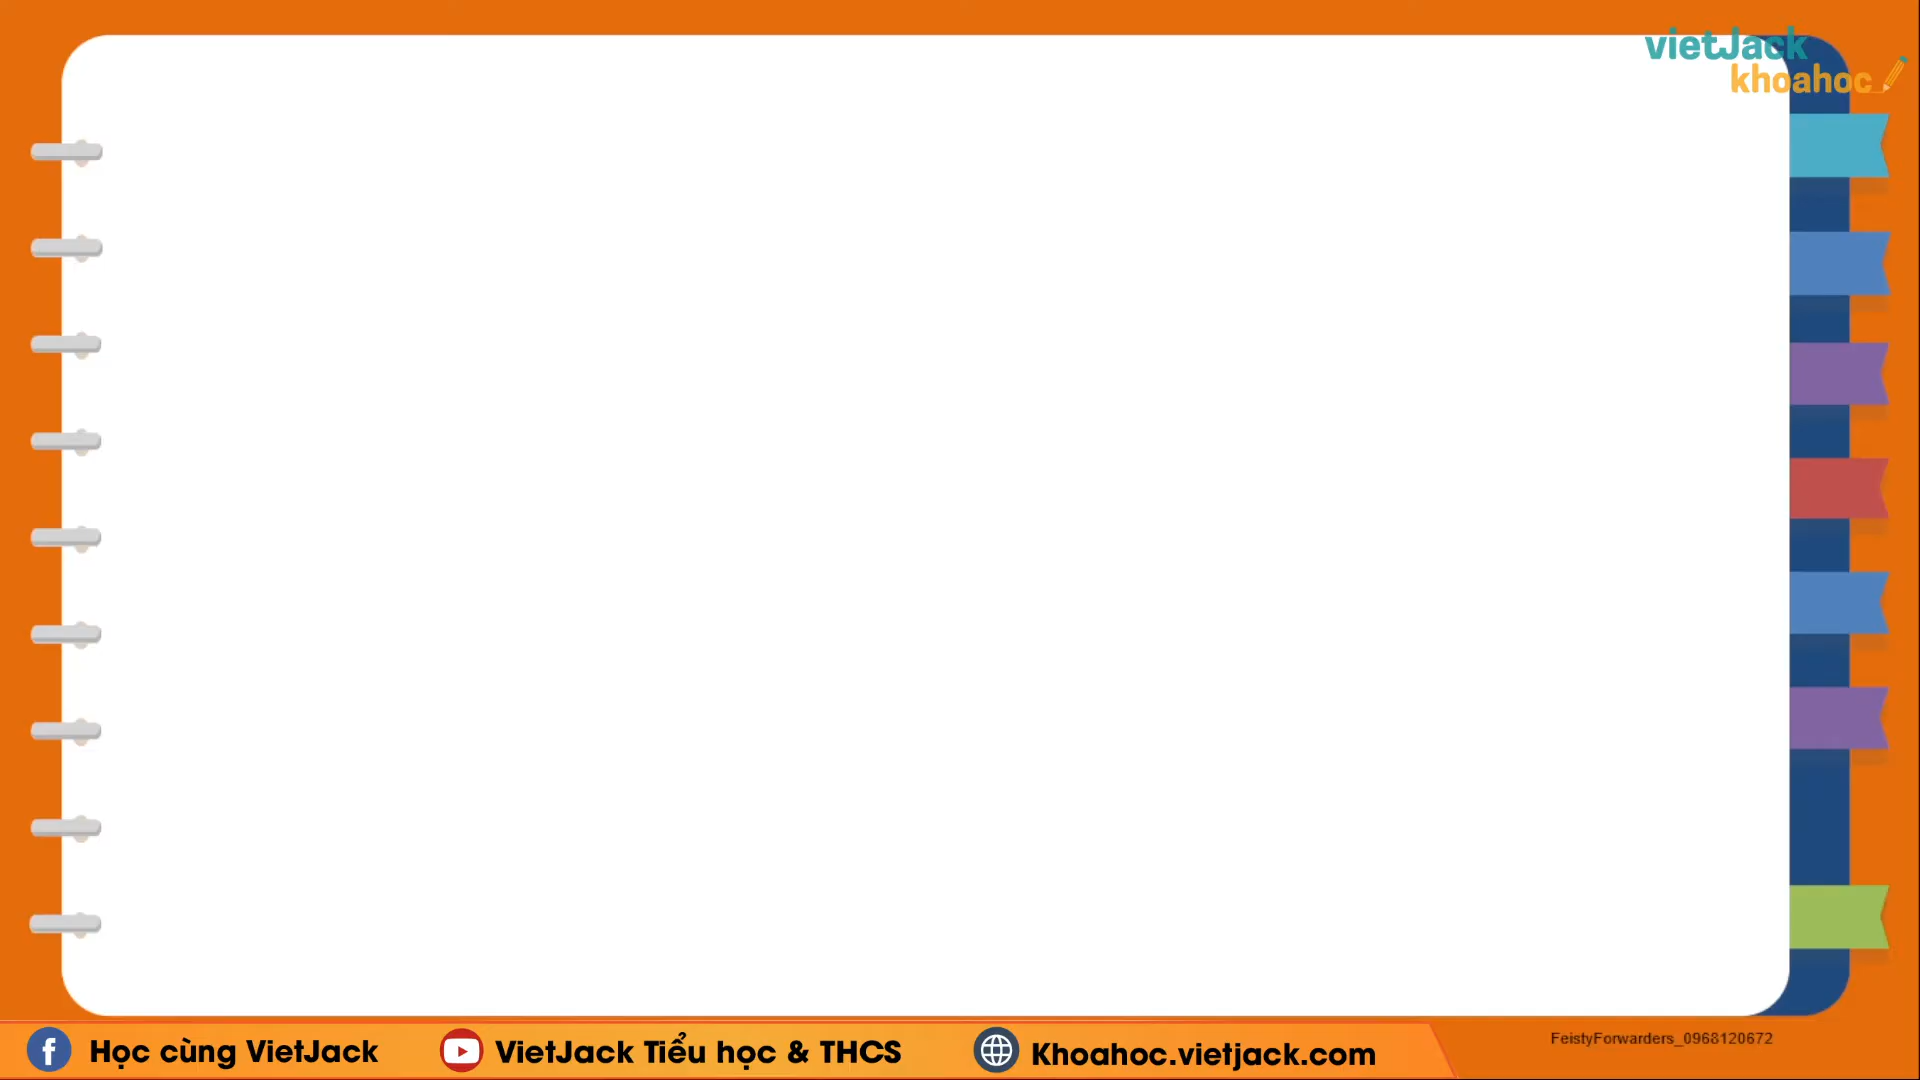 vietJack
khoahoc
Học cùng VietJack
VietJack Tiểu học & THCS
Khoahoc.vietjack.com
FeistyForwarders_0968120672